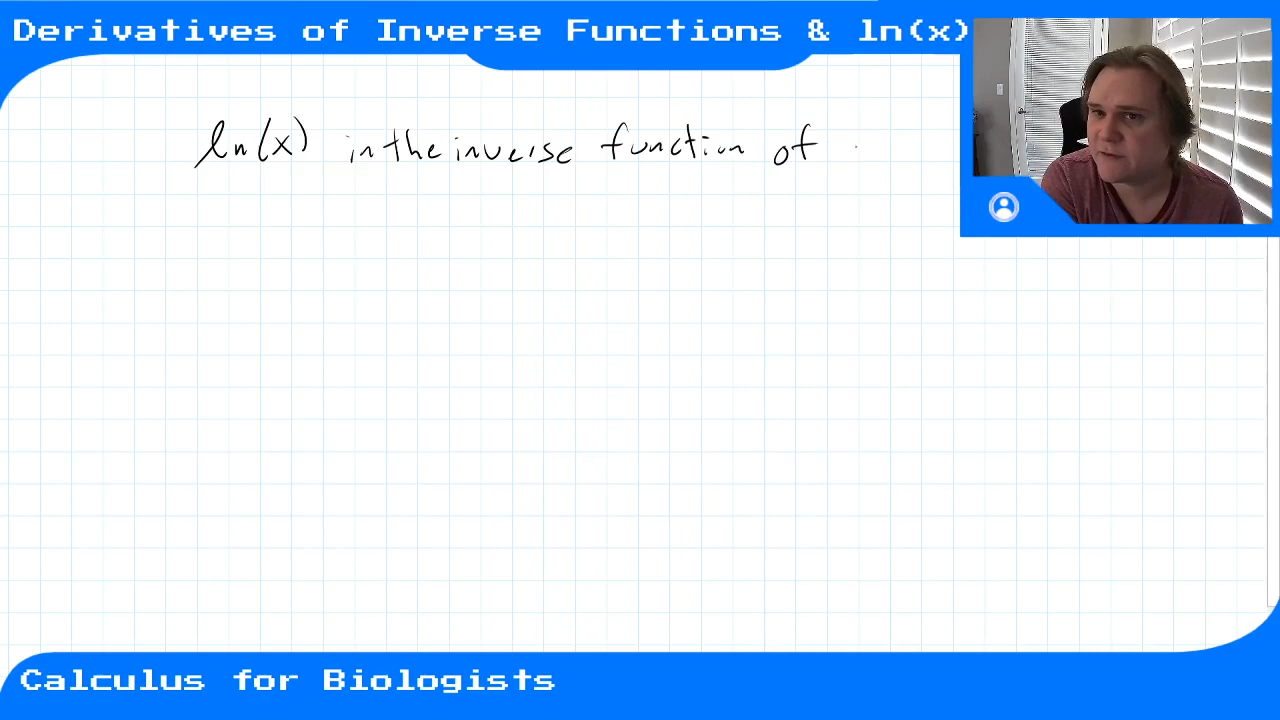 Derivatives of Inverse Functions & ln(x)
ln(x) in the inverse function of
Calculus for Biologists